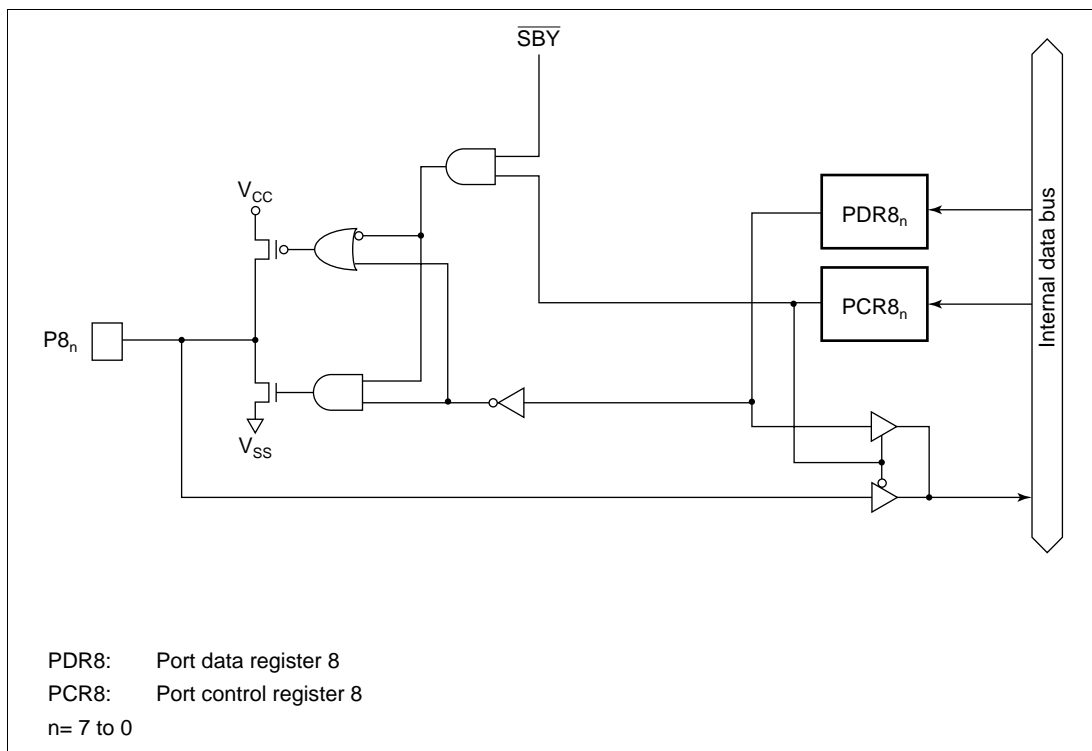 SBY
V_CC
PDR8_n
PCR8_n
Internal data bus
P8_n
V_SS
PDR8: Port data register 8
PCR8: Port control register 8
n= 7 to 0